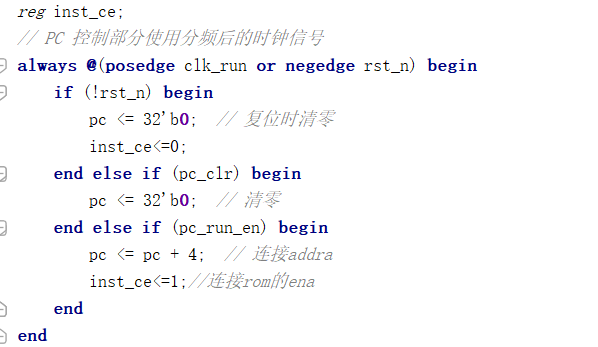 reg inst_ce;
// PC 控制部分使用分频后的时钟信号
always @(posedge clk_run or negedge rst_n) begin
if (!rst_n) begin
pc <= 32'b0;  // 复位时清零
inst_ce<=0;
end else if (pc_clr) begin
pc <= 32'b0;  // 清零
end else if (pc_run_en) begin
pc <= pc + 4;  // 连接addra
inst_ce<=1;//连接rom的ena
end
end